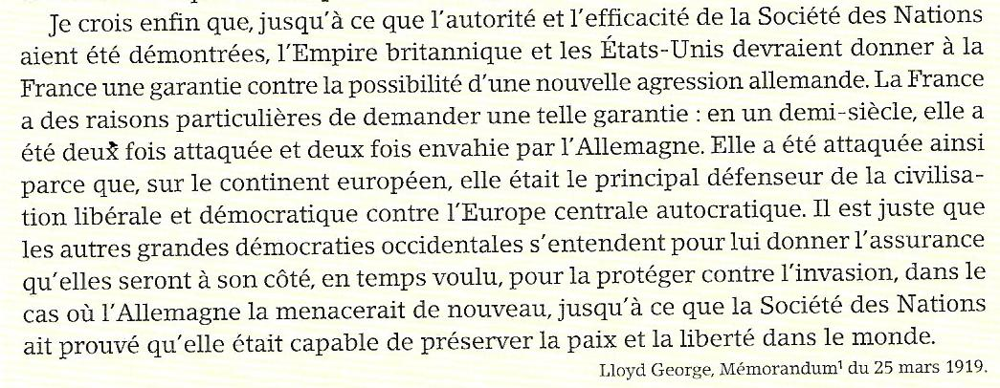 Je crois enfin que, jusqu'à ce que l'autorité et l'efficacité de la Société des Nations
aient été démontrées, l'Empire britannique et les États-Unis devraient donner à la
France une garantie contre la possibilité d'une nouvelle agression allemande. La France
a des raisons particulières de demander une telle garantie : en un demi-siècle, elle a
été deux fois attaquée et deux fois envahie par l'Allemagne. Elle a été attaquée ainsi
parce que, sur le continent européen, elle était le principal défenseur de la civilisa-
tion libérale et démocratique contre l'Europe centrale autocratique. Il est juste que
les autres grandes démocraties occidentales s'entendent pour lui donner l'assurance
qu'elles seront à son côté, en temps voulu, pour la protéger contre l'invasion, dans le
cas où l'Allemagne la menacerait de nouveau, jusqu'à ce que la Société des Nations
ait prouvé qu'elle était capable de préserver la paix et la liberté dans le monde.
Lloyd George, Mémorandum¹ du 25 mars 1919.